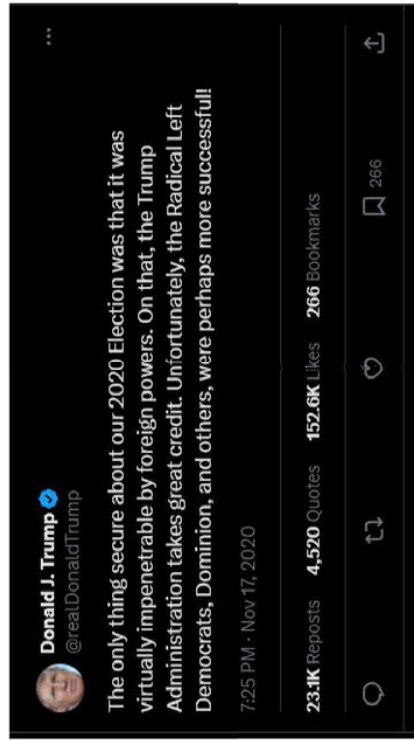 Donald J. Trump
@realDonaldTrump
The only thing secure about our 2020 Election was that it was
virtually impenetrable by foreign powers. On that, the Trump
Administration takes great credit. Unfortunately, the Radical Left
Democrats, Dominion, and others, were perhaps more successful!
7:25 PM · Nov 17, 2020
23.1K Reposts 4,520 Quotes 152.6K Likes 266 Bookmarks
266